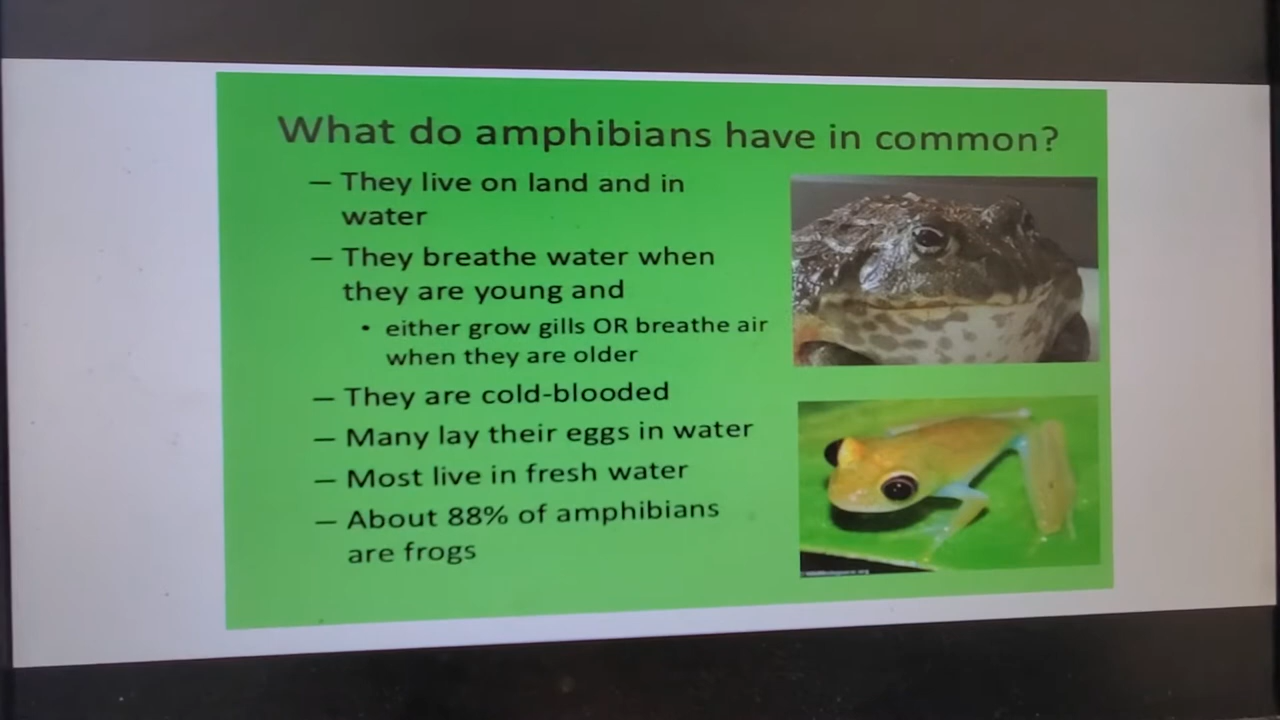 What do amphibians have in common?
– They live on land and in
water
– They breathe water when
they are young and
• either grow gills OR breathe air
when they are older
– They are cold-blooded
– Many lay their eggs in water
– Most live in fresh water
– About 88% of amphibians
are frogs